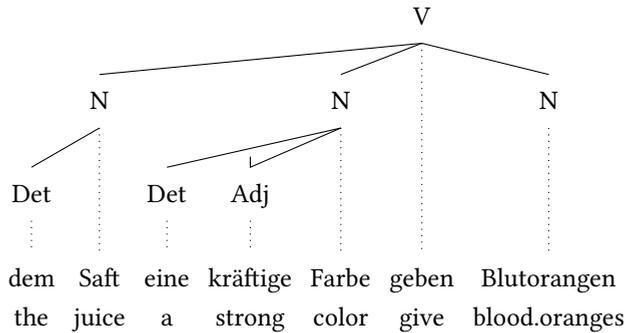 V
N N N
Det Det Adj
dem Saft eine kräftige Farbe geben Blutorangen
the juice a strong color give blood.oranges